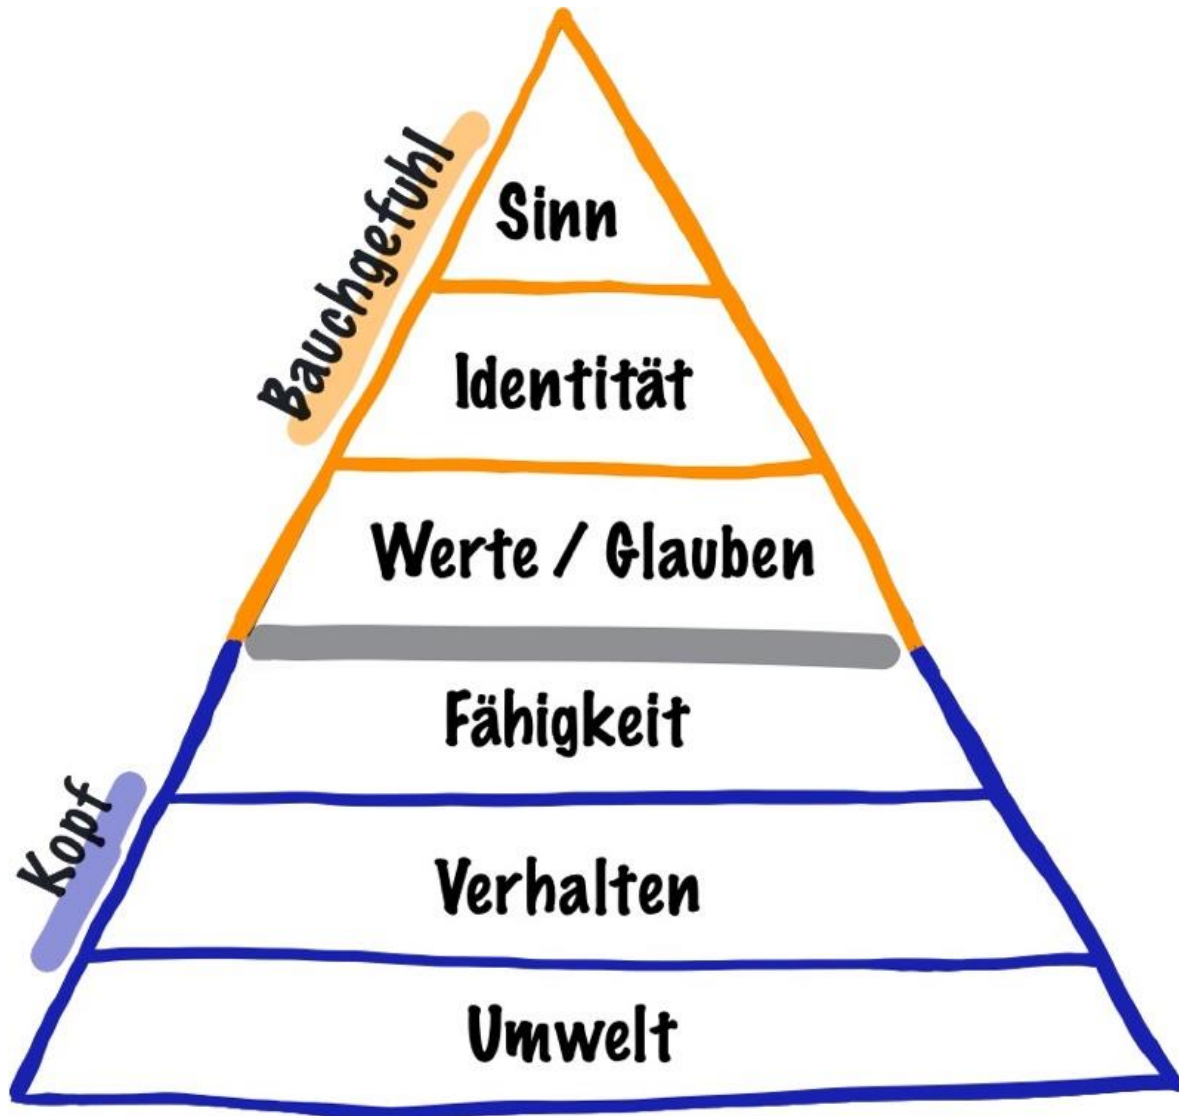 Bauchgefuhl
Sinn
Identität
Werte / Glauben
Fähigkeit
Kopf
Verhalten
Umwelt